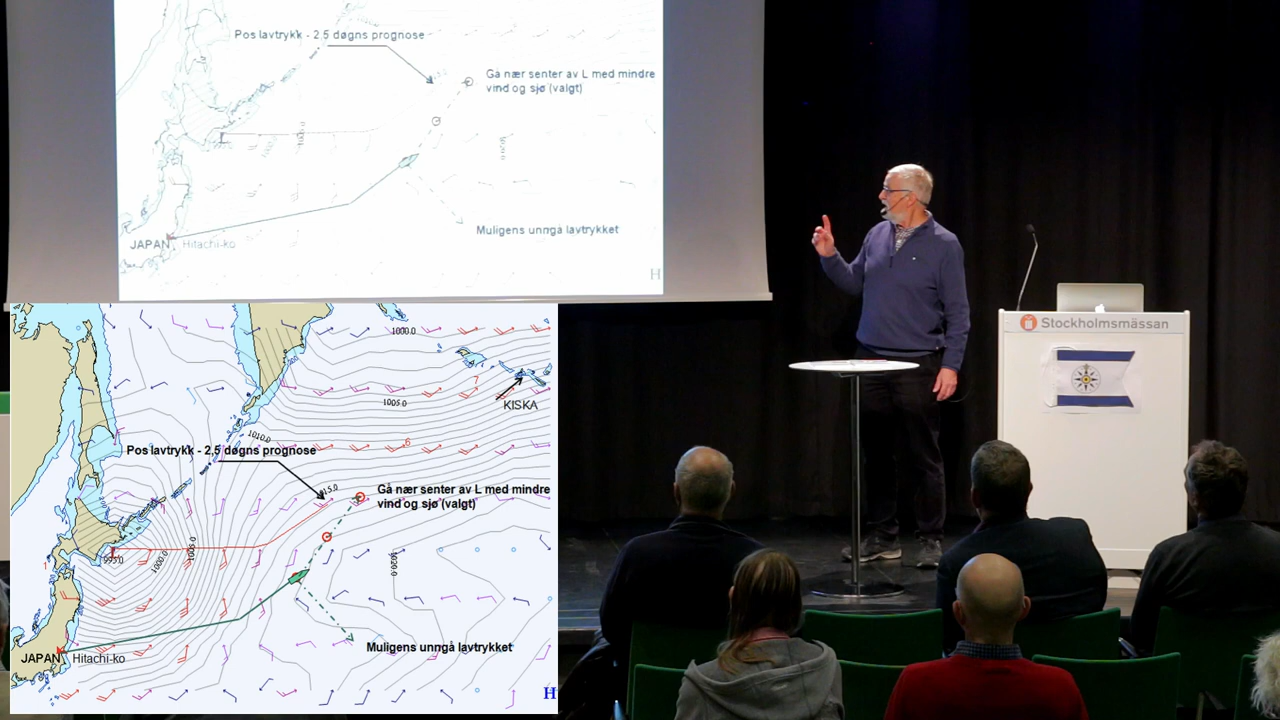 Pos lavtrykk - 2,5 døgns prognose
Gå nær senter av L med mindre
vind og sjø (valgt)
Muligens unngå lavtrykket
JAPAN Hitachi-ko
H
Stockholmsmässan
1000.0
1005.0
KISKA
6
1010.0
Pos lavtrykk - 2,5 døgns prognose
Gå nær senter av L med mindre
vind og sjø (valgt)
995.0
1000.0
1005.0
1020.0
Muligens unngå lavtrykket
JAPAN Hitachi-ko
H